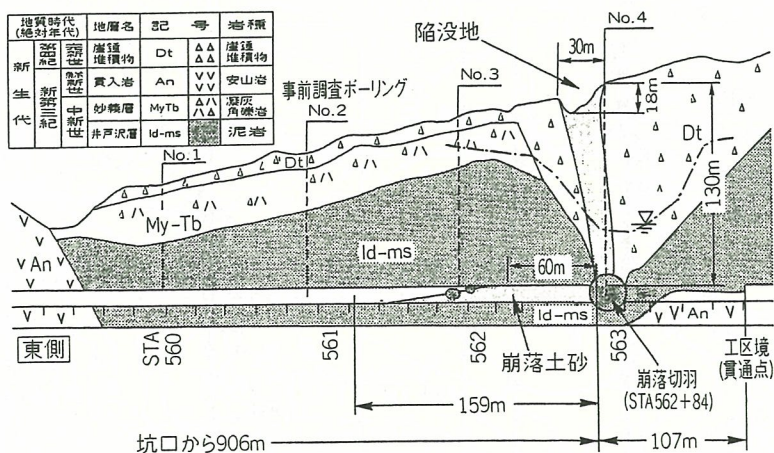 地質時代
(絶対年代)
地層名
記号
岩種
新生代
第四紀
完新世
崖錐堆積物
Dt
崖錐堆積物
新第三紀
鮮新世
貫入岩
An
安山岩
中新世
MyTb
凝灰角礫岩
井戸沢層
Id-ms
泥岩
No.1
事前調査ボーリング
No.2
No.3
No.4
陥没地
30m
18m
130m
Dt
Dt
My-Tb
Id-ms
An
60m
Id-ms
An
東側
STA
560
561
562
563
崩落土砂
崩落切羽
(STA562+84)
工区境
(貫通点)
159m
坑口から906m
107m